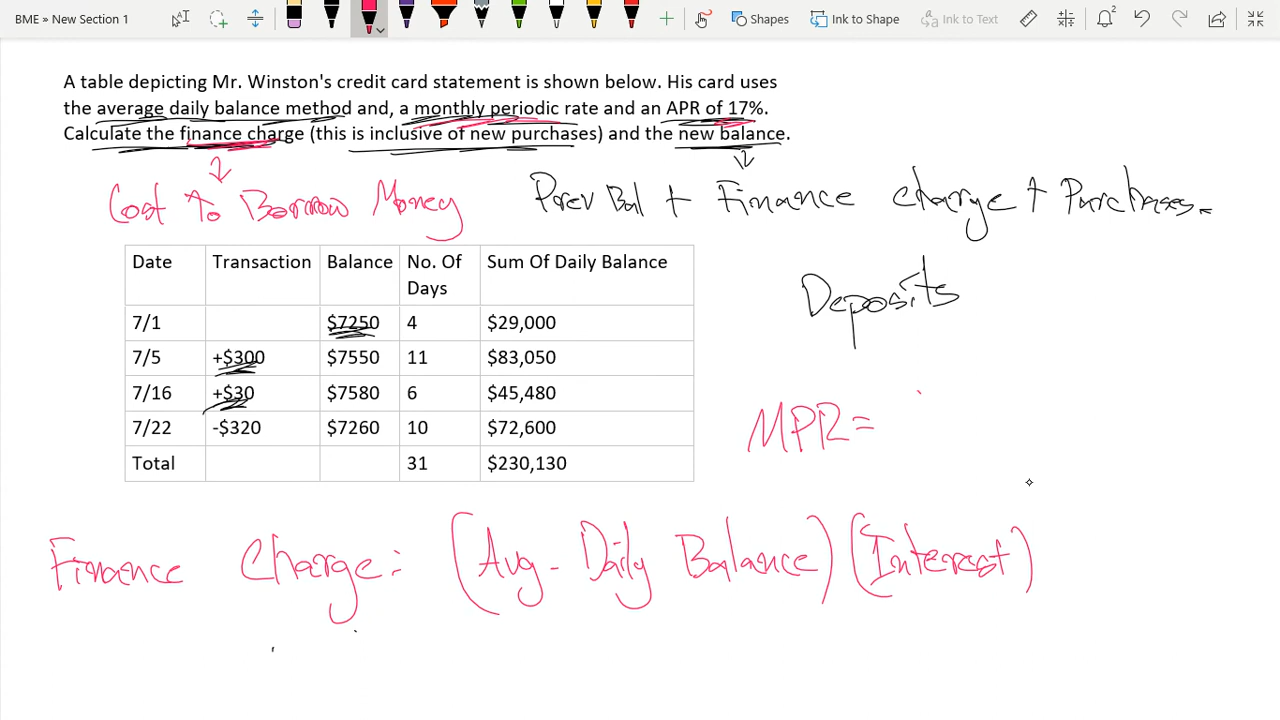 BME » New Section 1
Shapes
Ink to Shape
Ink to Text
2
A table depicting Mr. Winston's credit card statement is shown below. His card uses
the average daily balance method and, a monthly periodic rate and an APR of 17%.
Calculate the finance charge (this is inclusive of new purchases) and the new balance.
Cost to Borrow Money
Prev Bal + Finance charge + Purchases -
Deposits
Date Transaction Balance No. Of Days Sum Of Daily Balance
7/1 $7250 4 $29,000
7/5 +$300 $7550 11 $83,050
7/16 +$30 $7580 6 $45,480
7/22 -$320 $7260 10 $72,600
Total 31 $230,130
MPR =
Finance Charge: (Avg. Daily Balance) (Interest)